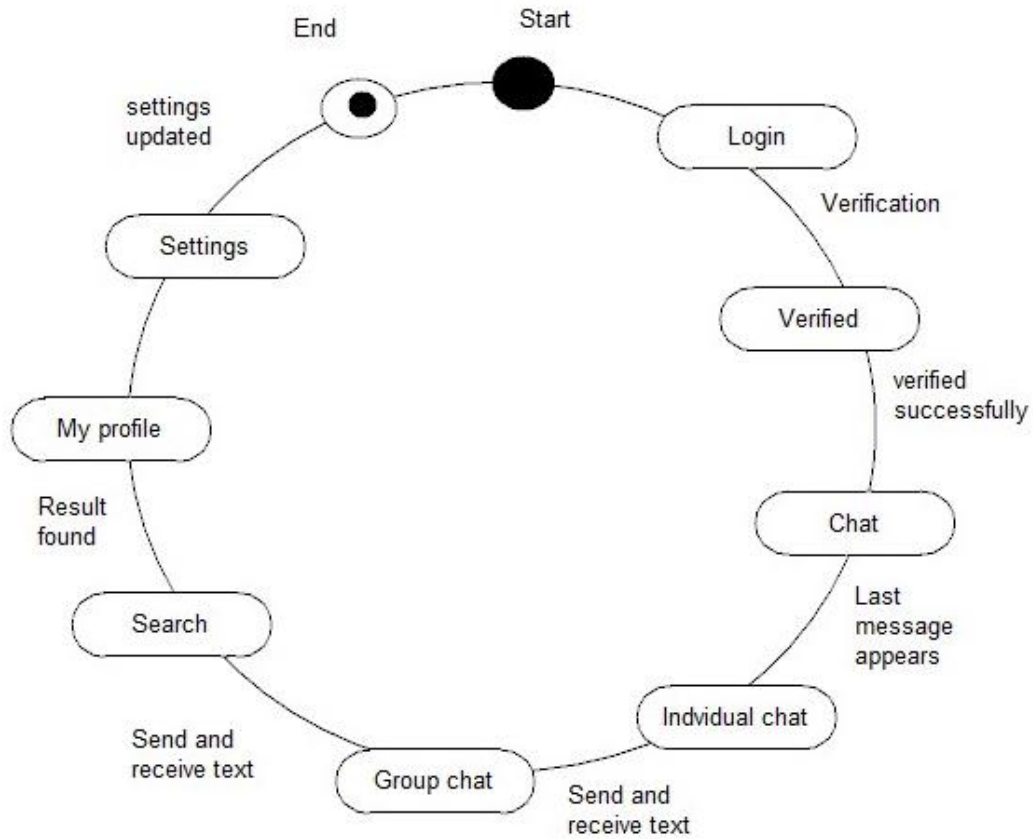 End
Start
settings
updated
Login
Verification
Settings
Verified
verified
successfully
My profile
Result
found
Chat
Last
message
appears
Search
Indvidual chat
Send and
receive text
Group chat
Send and
receive text